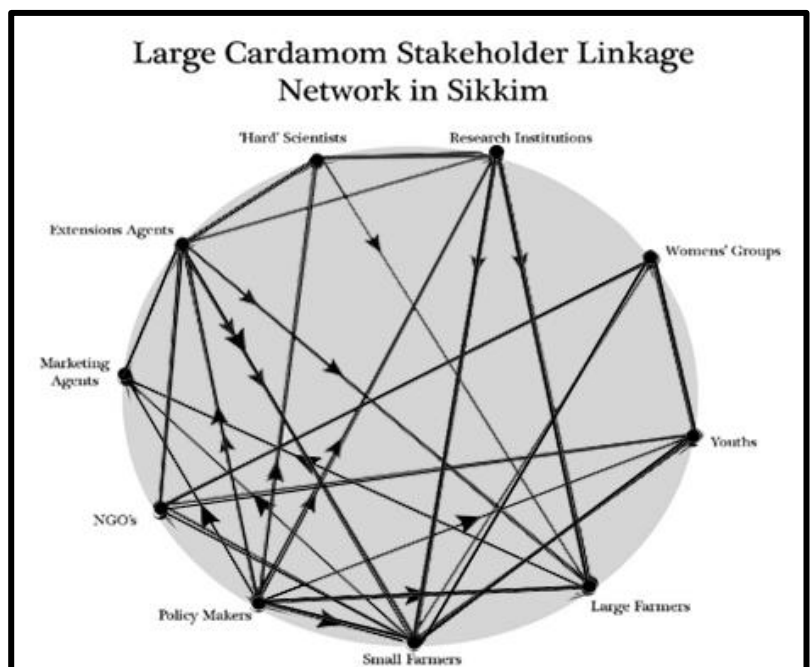 Large Cardamom Stakeholder Linkage
Network in Sikkim
'Hard' Scientists
Research Institutions
Extensions Agents
Womens' Groups
Marketing
Agents
Youths
NGO's
Policy Makers
Large Farmers
Small Farmers